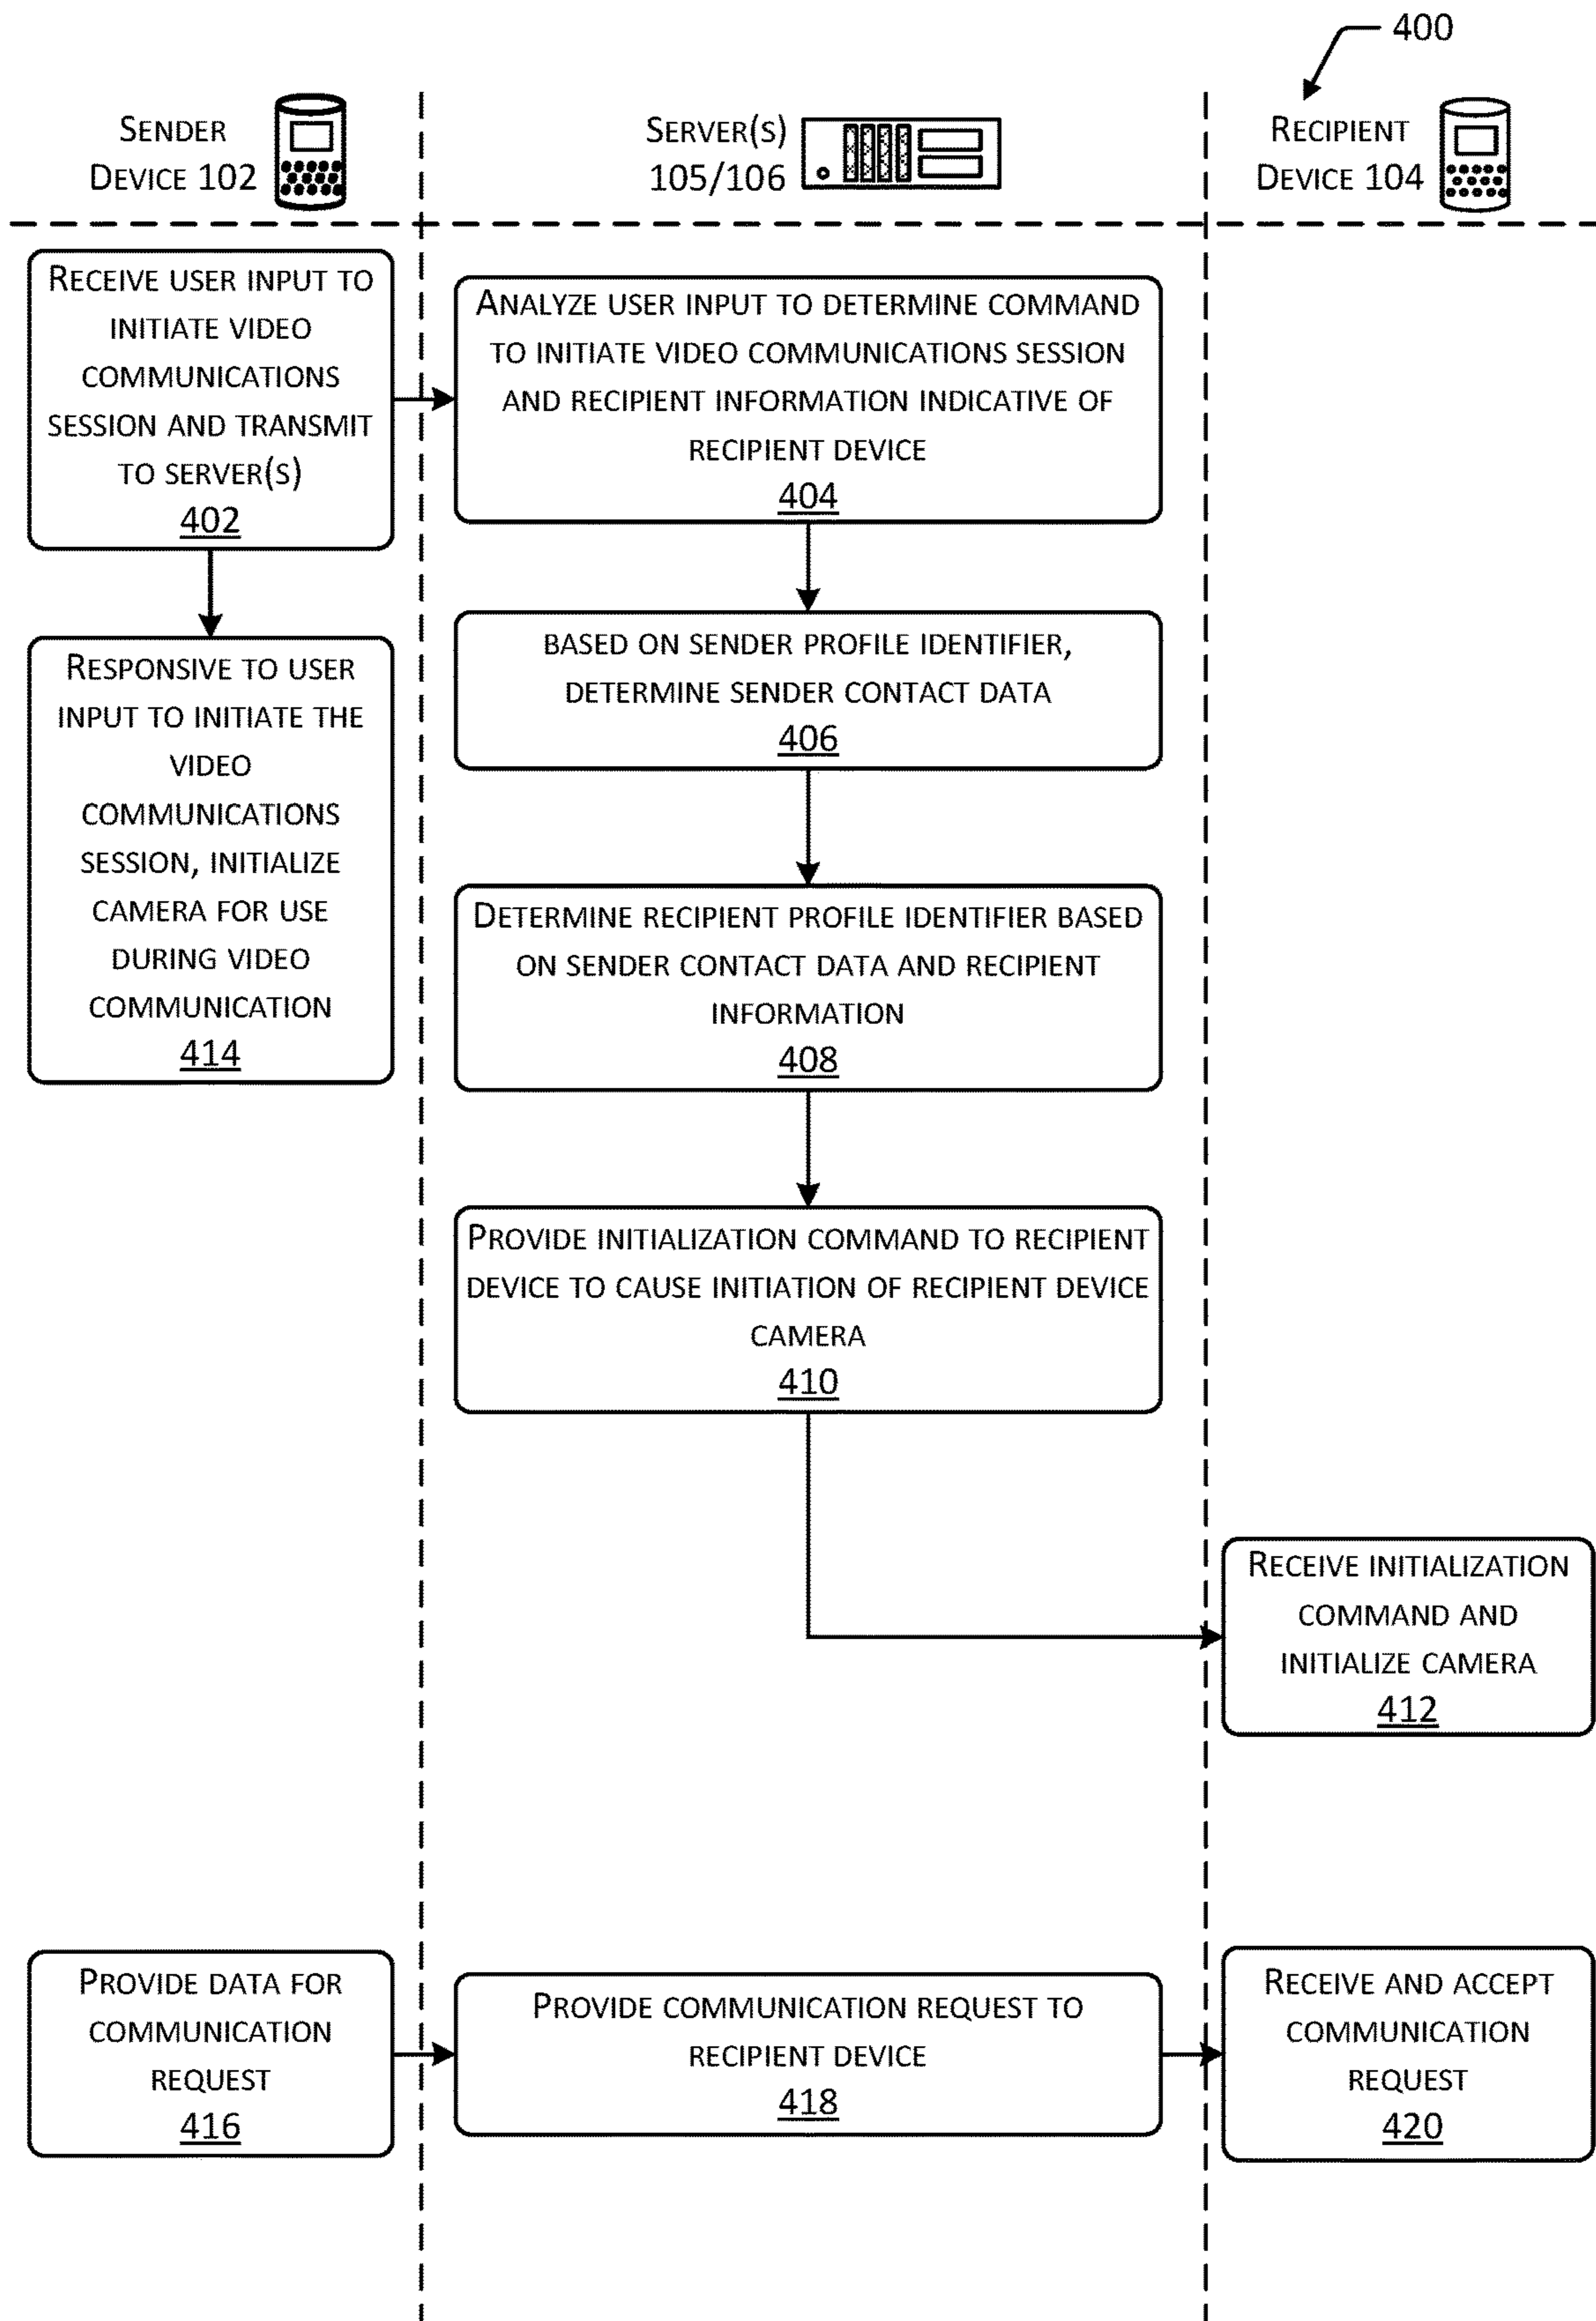 400
SENDER
DEVICE 102
SERVER(S)
105/106
RECIPIENT
DEVICE 104
RECEIVE USER INPUT TO
INITIATE VIDEO
COMMUNICATIONS
SESSION AND TRANSMIT
TO SERVER(S)
402
ANALYZE USER INPUT TO DETERMINE COMMAND
TO INITIATE VIDEO COMMUNICATIONS SESSION
AND RECIPIENT INFORMATION INDICATIVE OF
RECIPIENT DEVICE
404
BASED ON SENDER PROFILE IDENTIFIER,
DETERMINE SENDER CONTACT DATA
406
RESPONSIVE TO USER
INPUT TO INITIATE THE
VIDEO
COMMUNICATIONS
SESSION, INITIALIZE
CAMERA FOR USE
DURING VIDEO
COMMUNICATION
414
DETERMINE RECIPIENT PROFILE IDENTIFIER BASED
ON SENDER CONTACT DATA AND RECIPIENT
INFORMATION
408
PROVIDE INITIALIZATION COMMAND TO RECIPIENT
DEVICE TO CAUSE INITIATION OF RECIPIENT DEVICE
CAMERA
410
RECEIVE INITIALIZATION
COMMAND AND
INITIALIZE CAMERA
412
PROVIDE DATA FOR
COMMUNICATION
REQUEST
416
PROVIDE COMMUNICATION REQUEST TO
RECIPIENT DEVICE
418
RECEIVE AND ACCEPT
COMMUNICATION
REQUEST
420